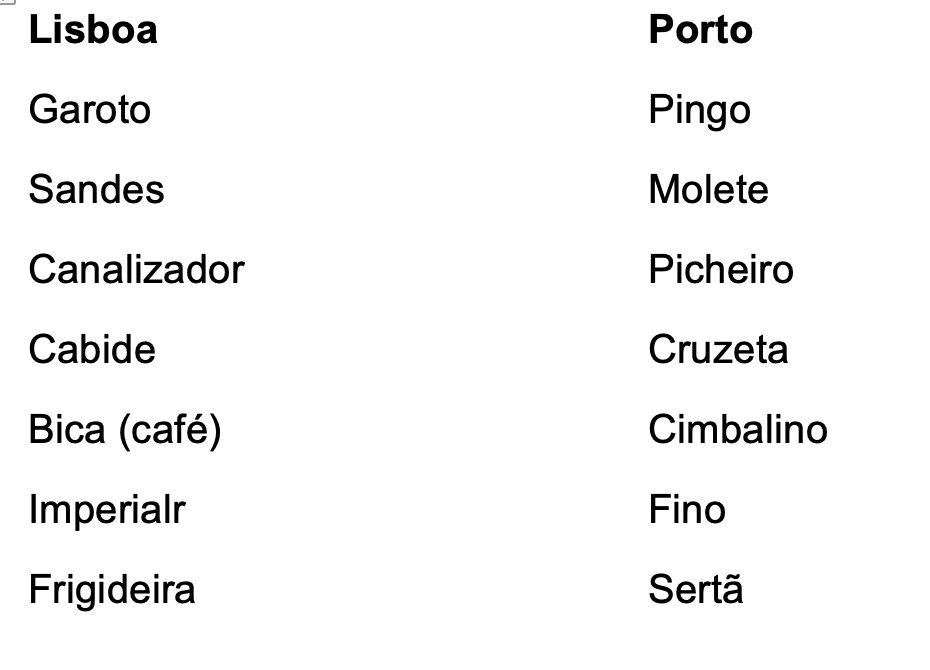 Lisboa Porto
Garoto Pingo
Sandes Molete
Canalizador Picheiro
Cabide Cruzeta
Bica (café) Cimbalino
Imperialr Fino
Frigideira Sertã